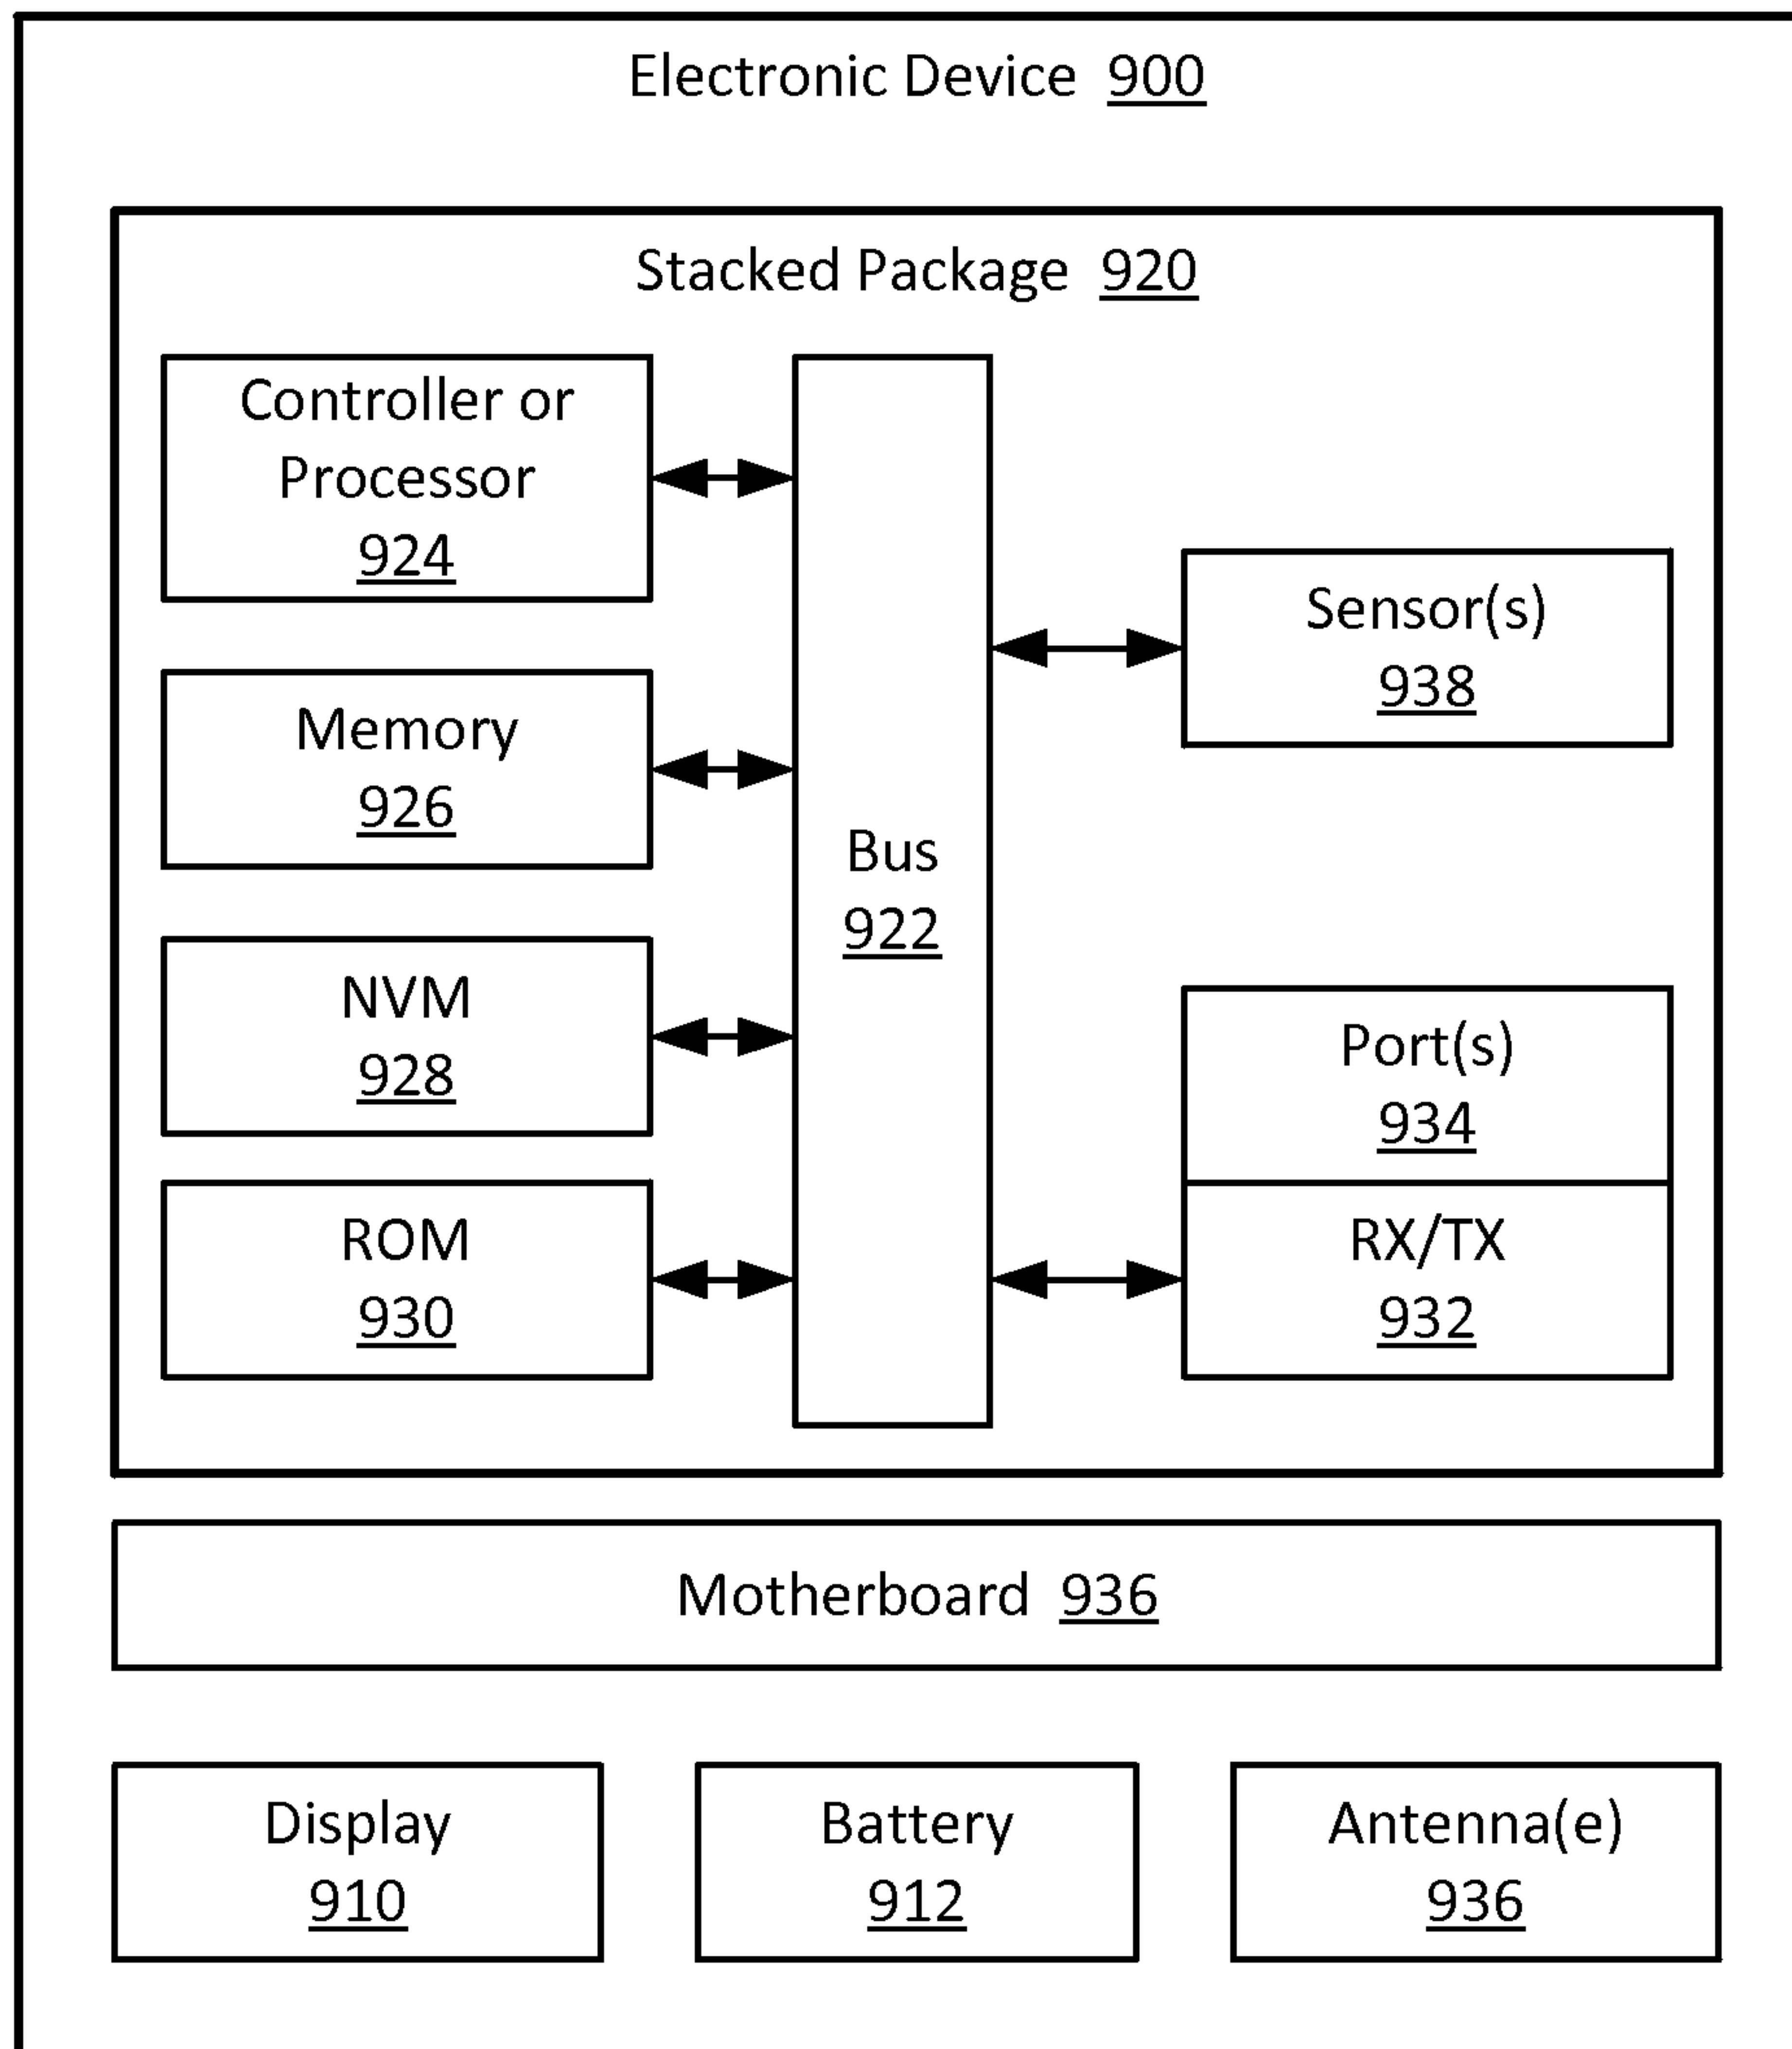 Electronic Device 900
Stacked Package 920
Controller or
Processor
924
Memory
926
NVM
928
ROM
930
Bus
922
Sensor(s)
938
Port(s)
934
RX/TX
932
Motherboard 936
Display
910
Battery
912
Antenna(e)
936